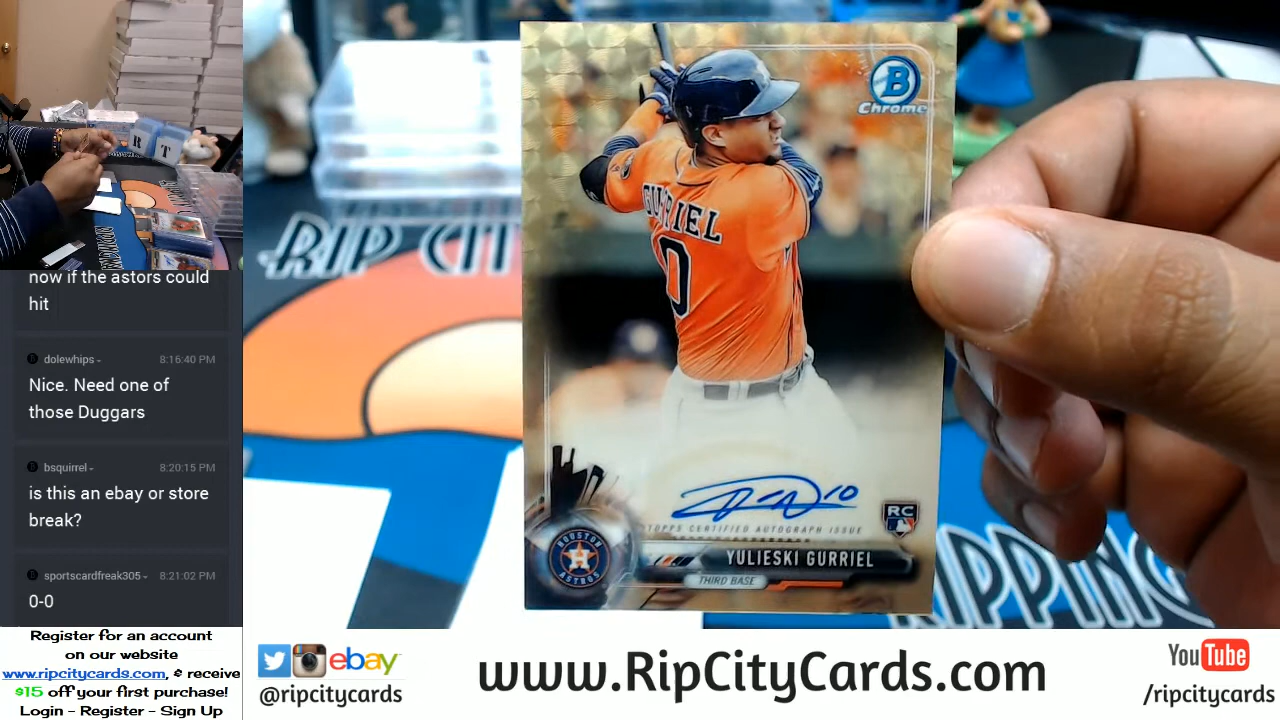 R T
now if the astors could
hit
dolewhips
8:16:40 PM
Nice. Need one of
those Duggars
bsquirrel
8:20:15 PM
is this an ebay or store
break?
sportscardfreak305
8:21:02 PM
0-0
Register for an account
on our website
www.ripcitycards.com, & receive
$15 off your first purchase!
Login - Register - Sign Up
RIP CIT
B
Chrome
GURRIEL
0
10
TOPPS CERTIFIED AUTOGRAPH ISSUE
RC
HOUSTON
ASTROS
YULIESKI GURRIEL
THIRD BASE
RIPPING
ebay
@ripcitycards
www.RipCityCards.com
YouTube
/ripcitycards